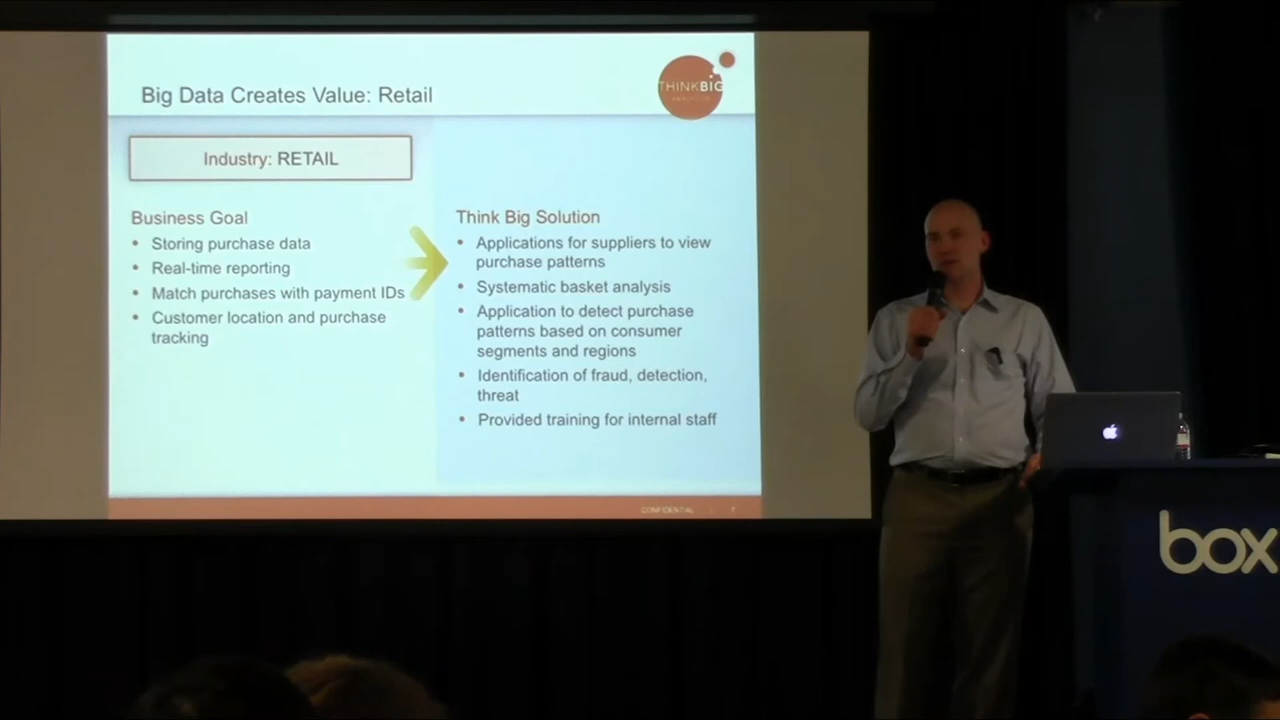 Big Data Creates Value: Retail
THINKBIG
ANALYTICS
Industry: RETAIL
Business Goal
• Storing purchase data
• Real-time reporting
• Match purchases with payment IDs
• Customer location and purchase
tracking
Think Big Solution
• Applications for suppliers to view
purchase patterns
• Systematic basket analysis
• Application to detect purchase
patterns based on consumer
segments and regions
• Identification of fraud, detection,
threat
• Provided training for internal staff
CONFIDENTIAL | 7
box